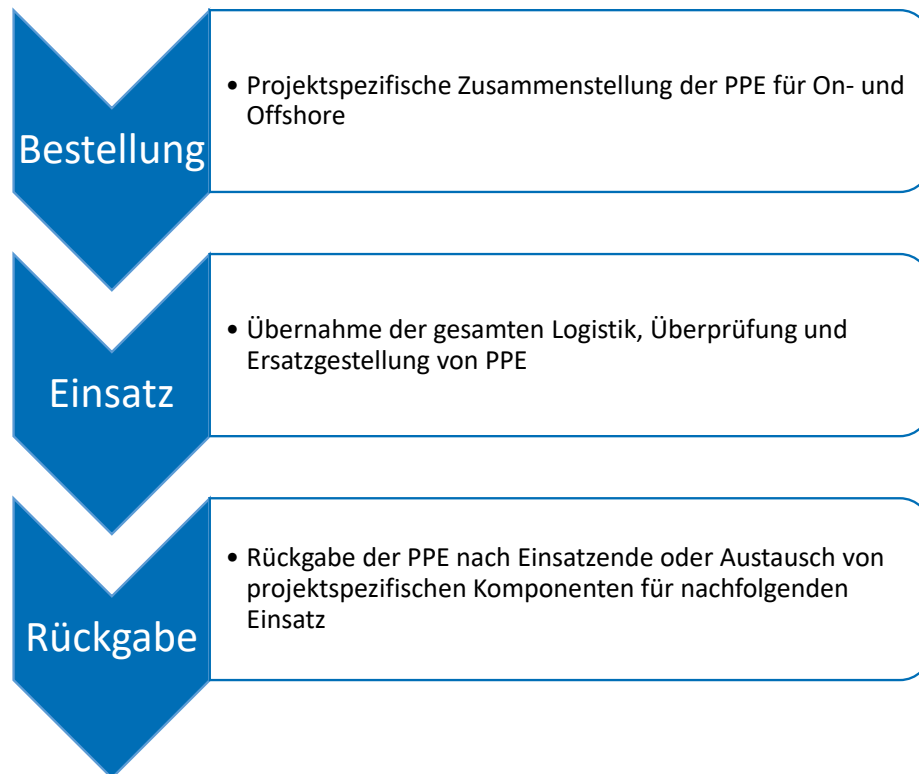 Bestellung
• Projektspezifische Zusammenstellung der PPE für On- und
Offshore
Einsatz
• Übernahme der gesamten Logistik, Überprüfung und
Ersatzgestellung von PPE
Rückgabe
• Rückgabe der PPE nach Einsatzende oder Austausch von
projektspezifischen Komponenten für nachfolgenden
Einsatz